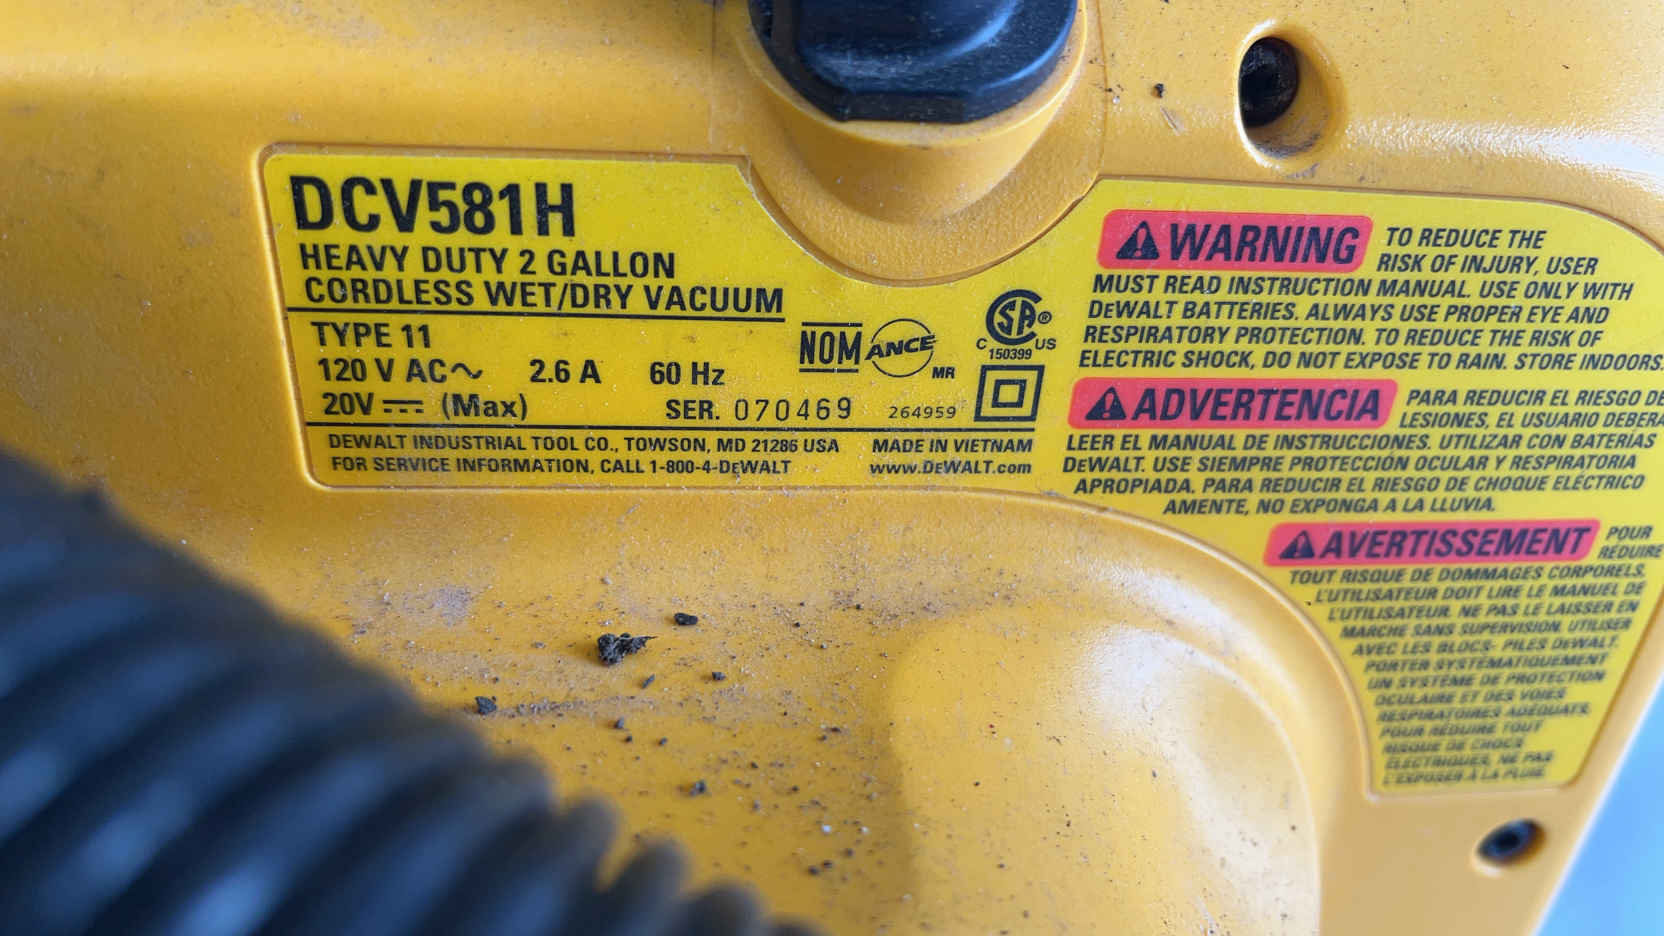 DCV581H
HEAVY DUTY 2 GALLON
CORDLESS WET/DRY VACUUM
TYPE 11
120 V AC∿ 2.6 A 60 Hz
20V⎓ (Max)
SER. 070469
264959
NOM ANCE MR
CSA® C US
150399
DEWALT INDUSTRIAL TOOL CO., TOWSON, MD 21286 USA
MADE IN VIETNAM
FOR SERVICE INFORMATION, CALL 1-800-4-DeWALT
www.DeWALT.com
WARNING TO REDUCE THE
RISK OF INJURY, USER
MUST READ INSTRUCTION MANUAL. USE ONLY WITH
DeWALT BATTERIES. ALWAYS USE PROPER EYE AND
RESPIRATORY PROTECTION. TO REDUCE THE RISK OF
ELECTRIC SHOCK, DO NOT EXPOSE TO RAIN. STORE INDOORS.
ADVERTENCIA PARA REDUCIR EL RIESGO DE
LESIONES, EL USUARIO DEBERA
LEER EL MANUAL DE INSTRUCCIONES. UTILIZAR CON BATERÍAS
DeWALT. USE SIEMPRE PROTECCIÓN OCULAR Y RESPIRATORIA
APROPIADA. PARA REDUCIR EL RIESGO DE CHOQUE ELÉCTRICO
AMENTE, NO EXPONGA A LA LLUVIA.
AVERTISSEMENT POUR
RÉDUIRE
TOUT RISQUE DE DOMMAGES CORPORELS.
L'UTILISATEUR DOIT LIRE LE MANUEL DE
L'UTILISATEUR. NE PAS LE LAISSER EN
MARCHE SANS SUPERVISION. UTILISER
AVEC LES BLOCS- PILES DeWALT.
PORTER SYSTÉMATIQUEMENT
UN SYSTÈME DE PROTECTION
OCULAIRE ET DES VOIES
RESPIRATOIRES ADÉQUATS.
POUR RÉDUIRE TOUT
RISQUE DE CHOCS
ÉLECTRIQUES, NE PAS
L'EXPOSER À LA PLUIE.